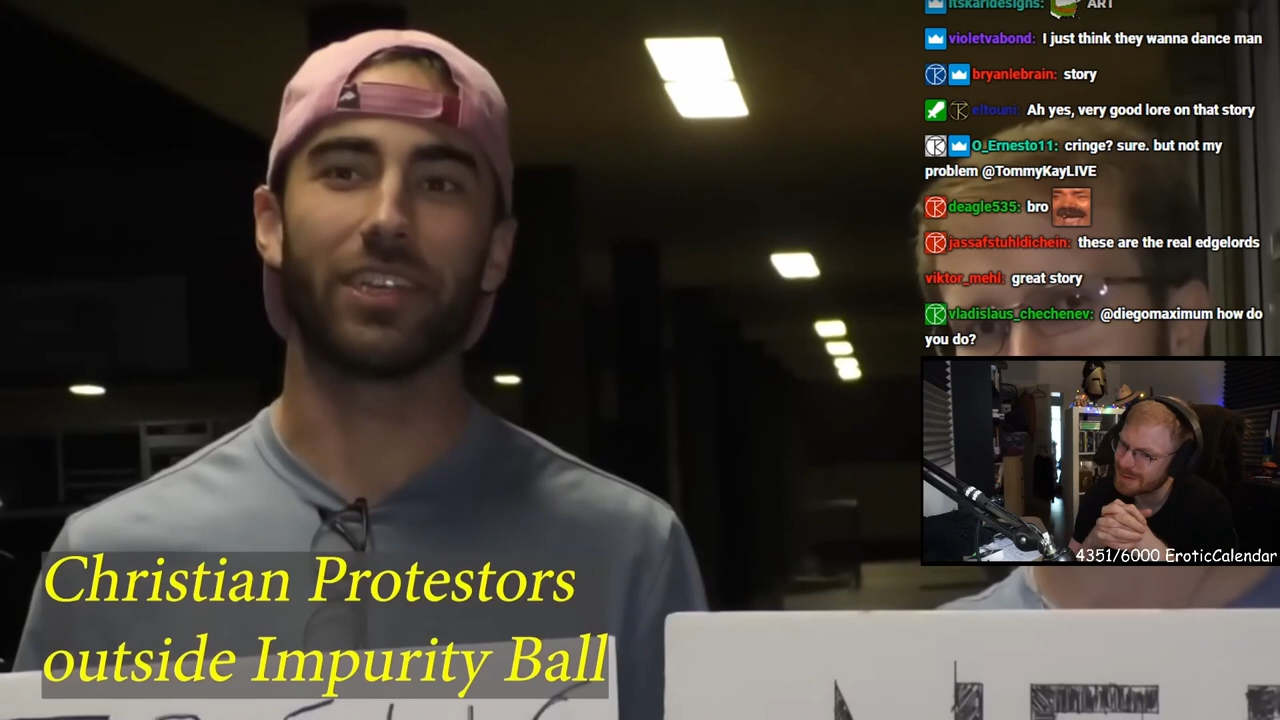 itskaridesigns: ART
violetvabond: I just think they wanna dance man
bryanlebrain: story
eltouni: Ah yes, very good lore on that story
O_Ernesto11: cringe? sure. but not my
problem @TommyKayLIVE
deagle535: bro
jassafstuhldichein: these are the real edgelords
viktor_mehl: great story
vladislaus_chechenev: @diegomaximum how do
you do?
4351/6000 EroticCalendar
Christian Protestors
outside Impurity Ball